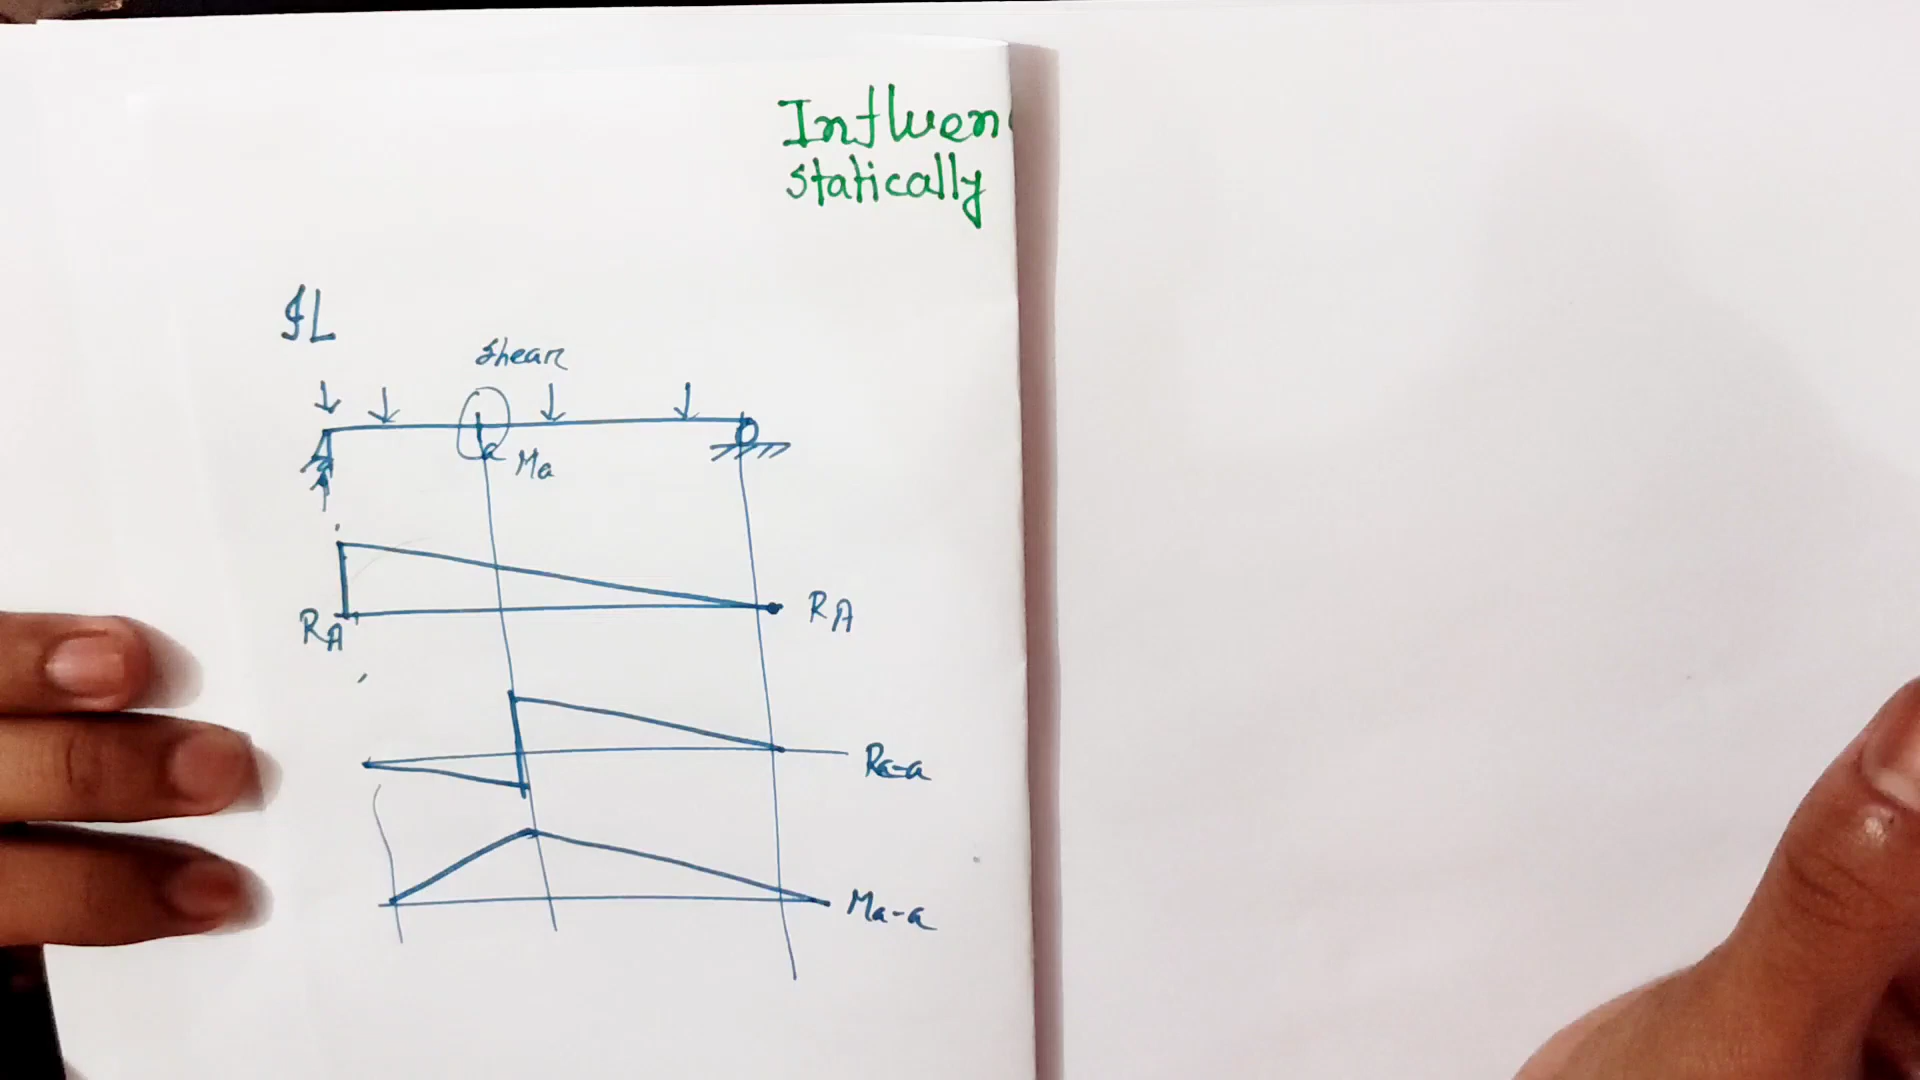 Influen
statically
IL
Shear
a
Ma
RA
RA
Ra-a
Ma-a